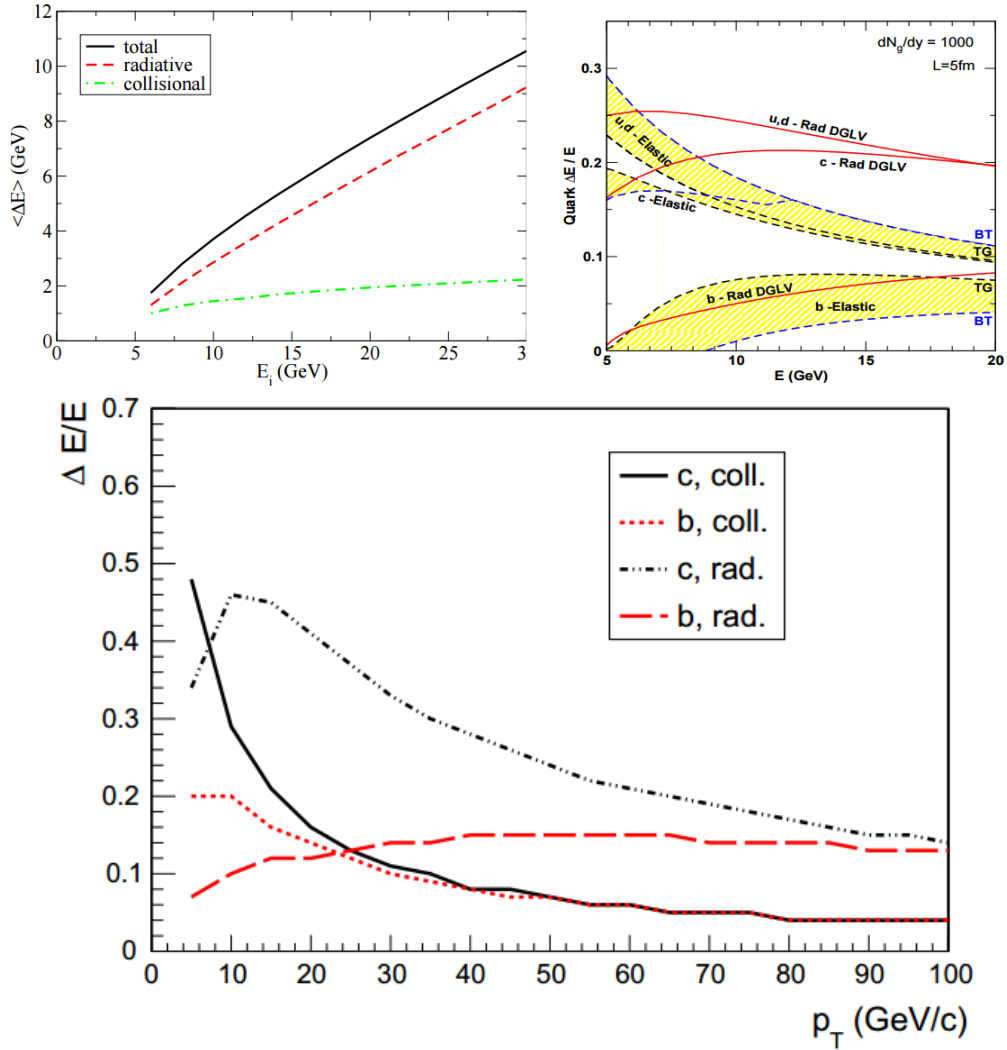 12
10
8
6
4
2
0
<ΔE> (GeV)
total
radiative
collisional
0
5
10
15
20
25
3
E_i (GeV)
dN_g/dy = 1000
L=5fm
0.3
0.2
0.1
0
Quark ΔE / E
u,d - Elastic
u,d - Rad DGLV
c - Rad DGLV
c -Elastic
BT
TG
b - Rad DGLV
TG
b -Elastic
BT
5
10
15
20
E (GeV)
Δ E/E
0.7
0.6
0.5
0.4
0.3
0.2
0.1
0
c, coll.
b, coll.
c, rad.
b, rad.
0 10 20 30 40 50 60 70 80 90 100
p_T (GeV/c)